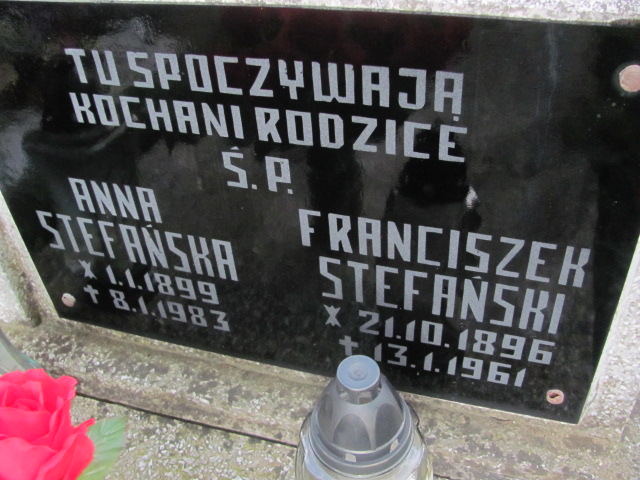 TU SPOCZYWAJĄ
KOCHANI RODZICE
Ś.P.
ANNA
STEFAŃSKA
* 1.1.1899
† 8.1.1983
FRANCISZEK
STEFAŃSKI
* 21.10.1896
† 13.1.1961